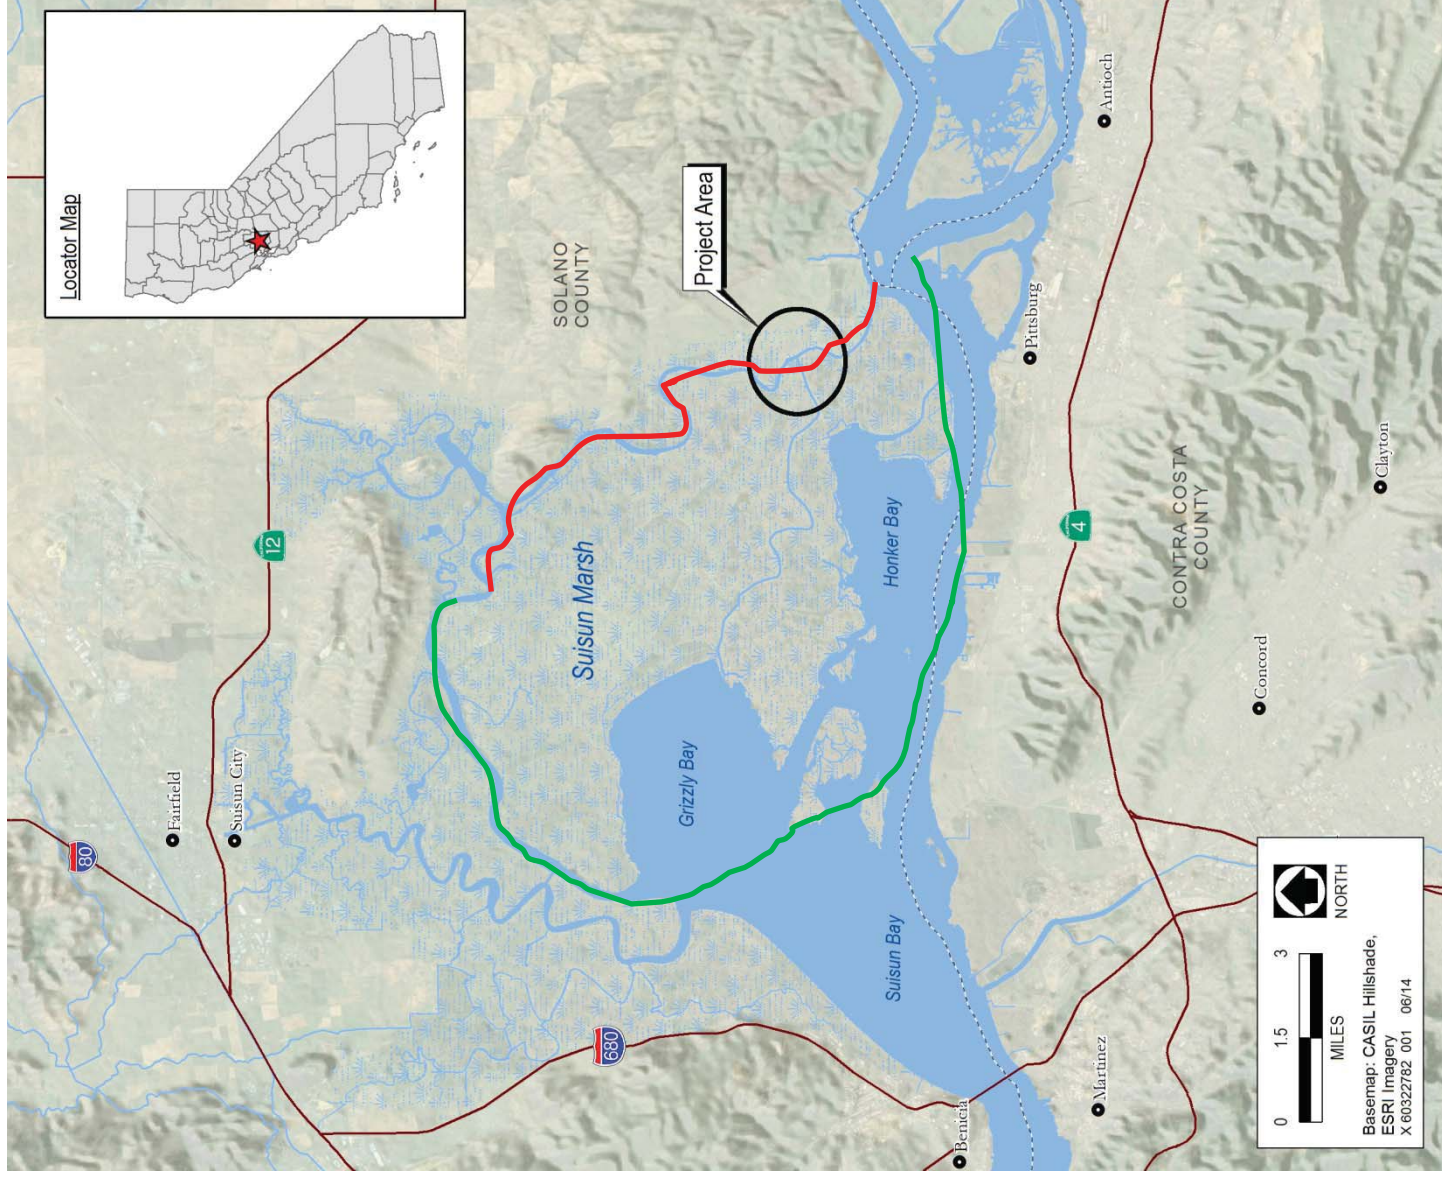 Locator Map
SOLANO
COUNTY
Project Area
Antioch
12
Pittsburg
Suisun Marsh
Honker Bay
4
CONTRA COSTA
COUNTY
Clayton
Fairfield
Suisun City
Grizzly Bay
Concord
80
Suisun Bay
680
Benicia
Martinez
NORTH
0 1.5 3
MILES
Basemap: CASIL Hillshade,
ESRI Imagery
X 60322782 001 06/14